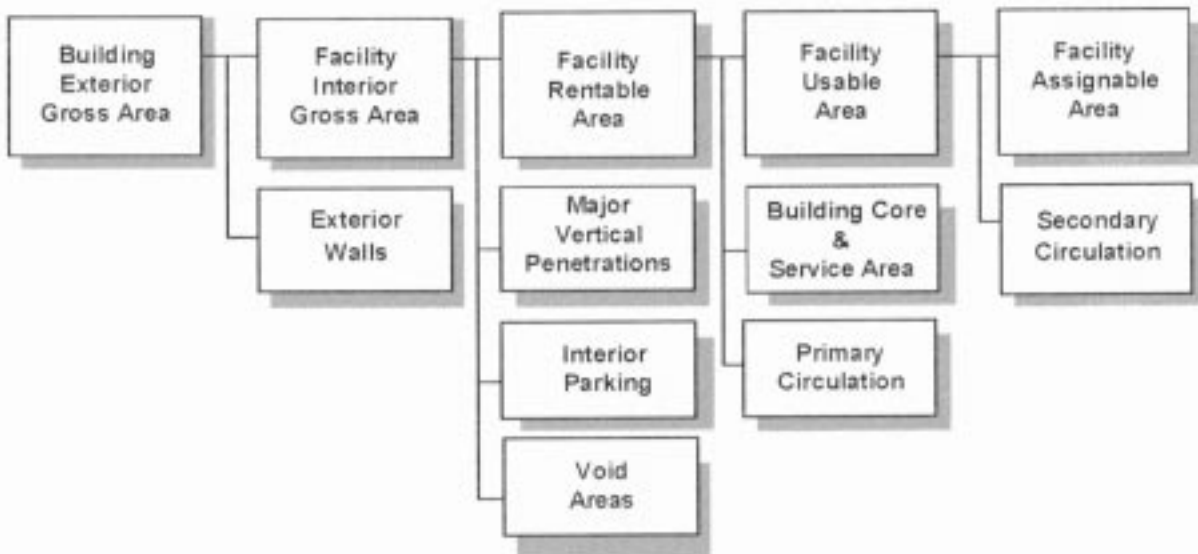 Building
Exterior
Gross Area
Facility
Interior
Gross Area
Exterior
Walls
Facility
Rentable
Area
Major
Vertical
Penetrations
Interior
Parking
Void
Areas
Facility
Usable
Area
Building Core
&
Service Area
Primary
Circulation
Facility
Assignable
Area
Secondary
Circulation